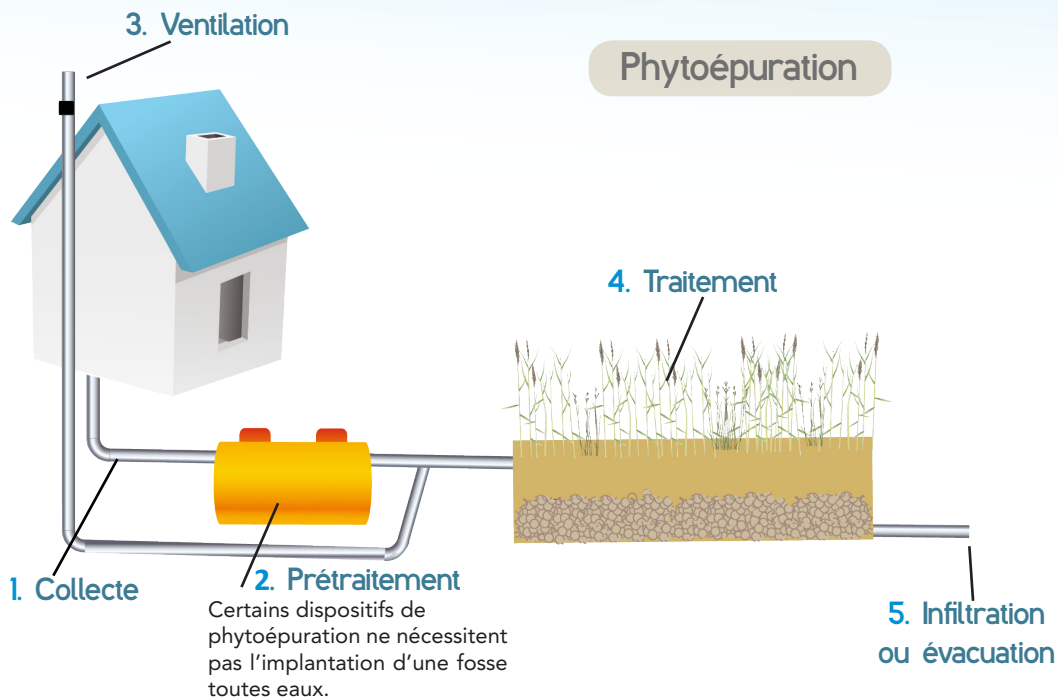 3. Ventilation
Phytoépuration
4. Traitement
1. Collecte
2. Prétraitement
Certains dispositifs de
phytoépuration ne nécessitent
pas l'implantation d'une fosse
toutes eaux.
5. Infiltration
ou évacuation